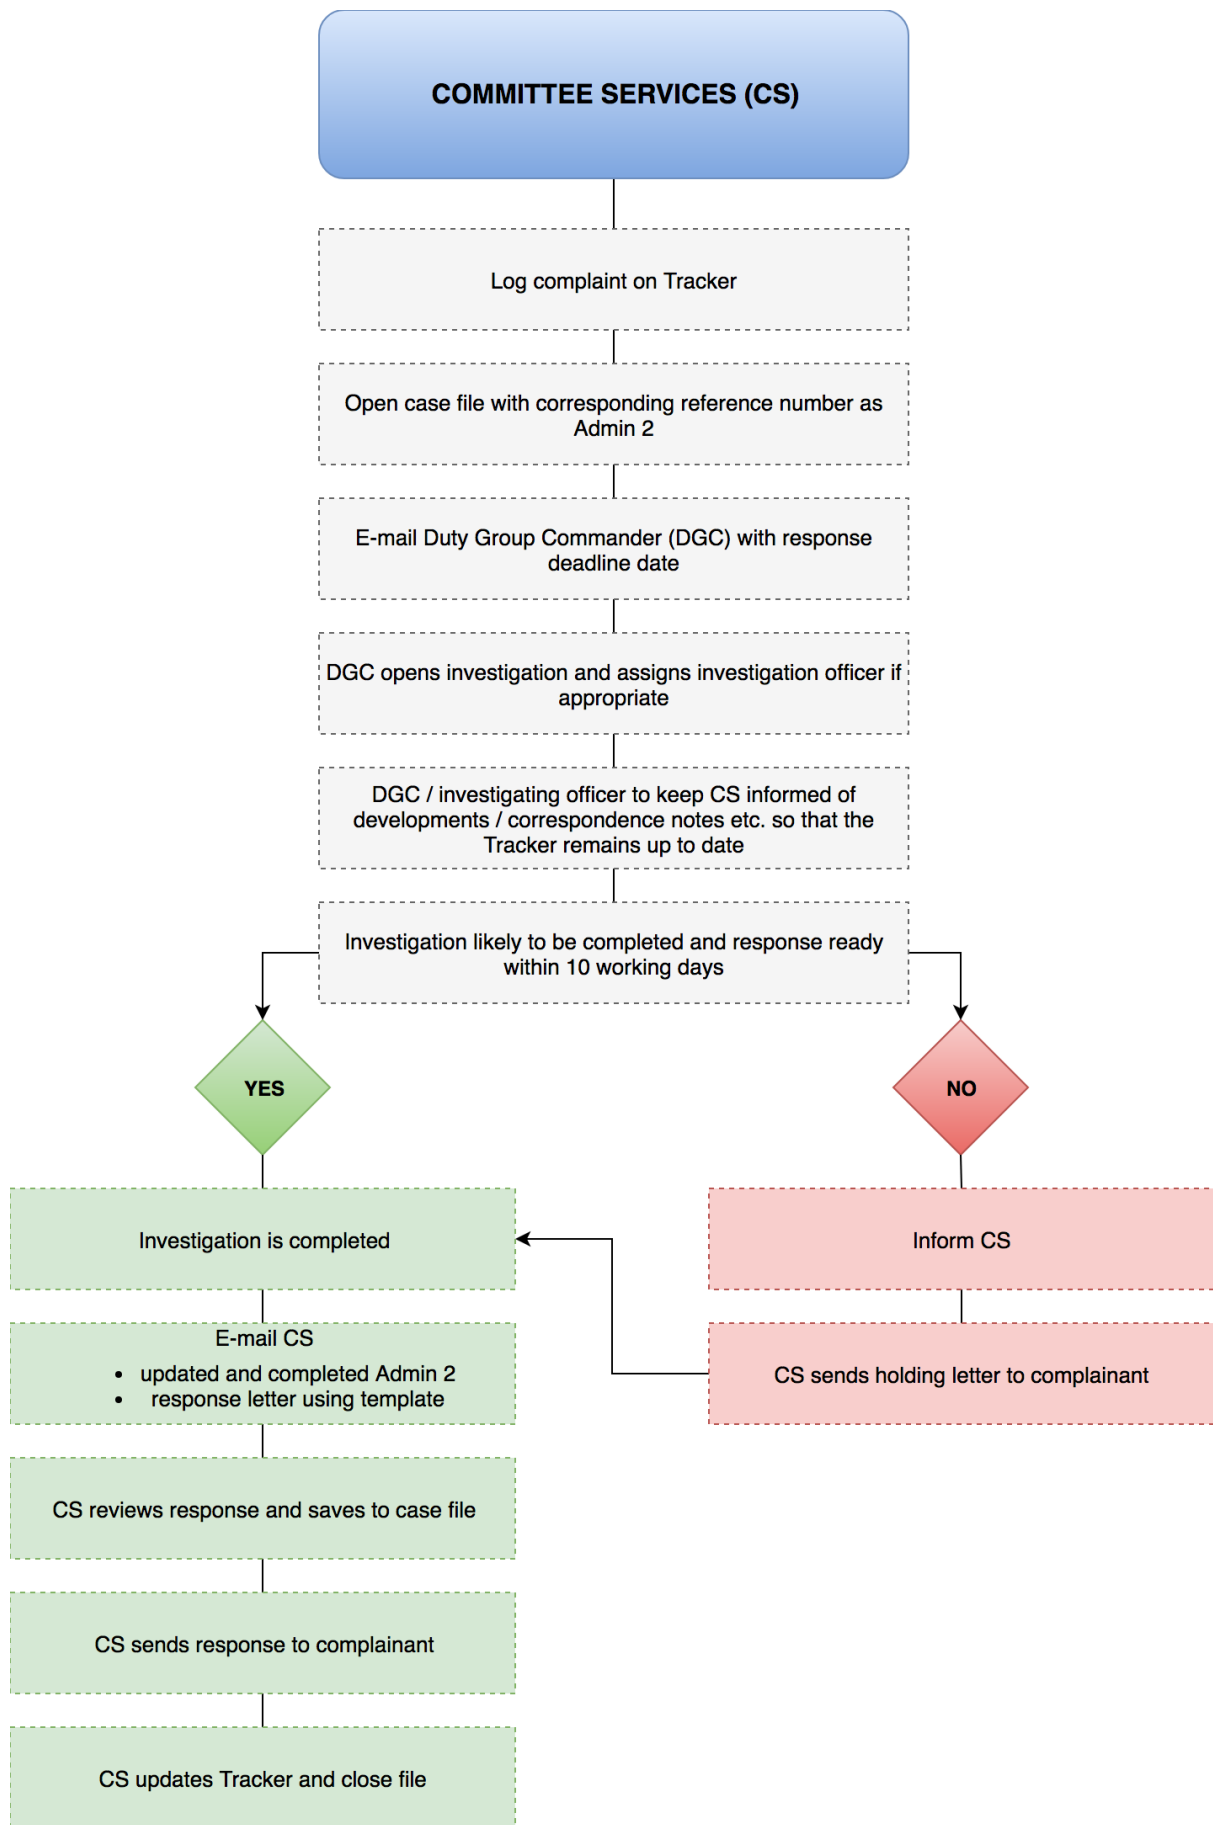 COMMITTEE SERVICES (CS)
Log complaint on Tracker
Open case file with corresponding reference number as
Admin 2
E-mail Duty Group Commander (DGC) with response
deadline date
DGC opens investigation and assigns investigation officer if
appropriate
DGC / investigating officer to keep CS informed of
developments / correspondence notes etc. so that the
Tracker remains up to date
Investigation likely to be completed and response ready
within 10 working days
YES
NO
Investigation is completed
Inform CS
E-mail CS
• updated and completed Admin 2
• response letter using template
CS sends holding letter to complainant
CS reviews response and saves to case file
CS sends response to complainant
CS updates Tracker and close file